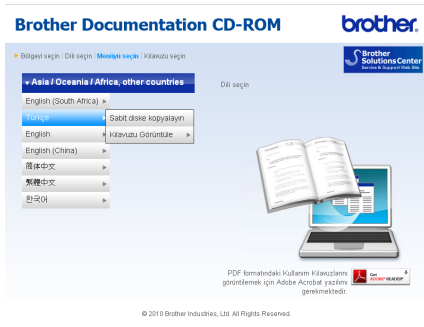 Brother Documentation CD-ROM
brother
Bölgeyi seçin | Dili seçin | Menüyü seçin | Kılavuzu seçin
Brother
SolutionsCenter
Service & Support Web Site
Asia / Oceania / Africa, other countries
Dili seçin
English (South Africa)
Türkçe
Sabit diske kopyalayın
English
Kılavuzu Görüntüle
English (China)
简体中文
繁體中文
한국어
PDF formatındaki Kullanım Kılavuzlarını
görüntülemek için Adobe Acrobat yazılımı
gerekmektedir.
Get
ADOBE® READER®
© 2010 Brother Industries, Ltd. All Rights Reserved.